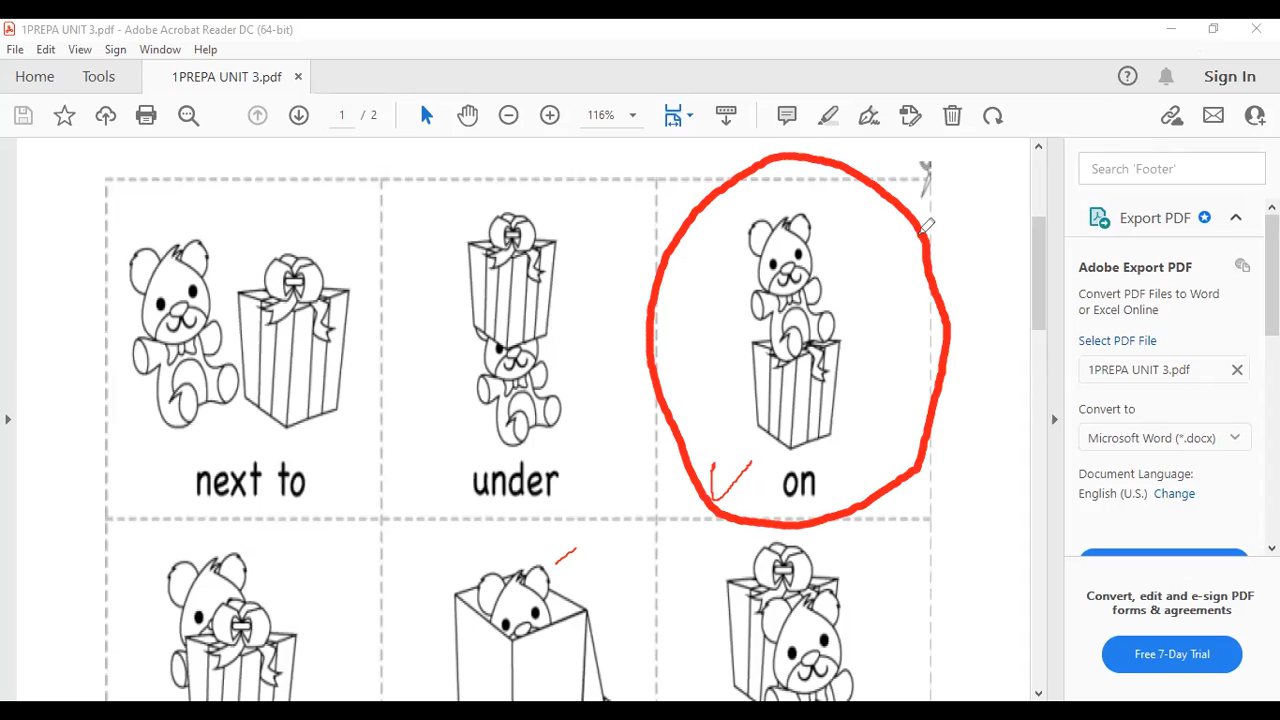 1PREPA UNIT 3.pdf - Adobe Acrobat Reader DC (64-bit)
File Edit View Sign Window Help
Home Tools 1PREPA UNIT 3.pdf × Sign In
1 / 2 116%
Search 'Footer'
Export PDF
Adobe Export PDF
Convert PDF Files to Word
or Excel Online
Select PDF File
1PREPA UNIT 3.pdf
Convert to
Microsoft Word (*.docx)
Document Language:
English (U.S.) Change
next to under on
Convert, edit and e-sign PDF
forms & agreements
Free 7-Day Trial